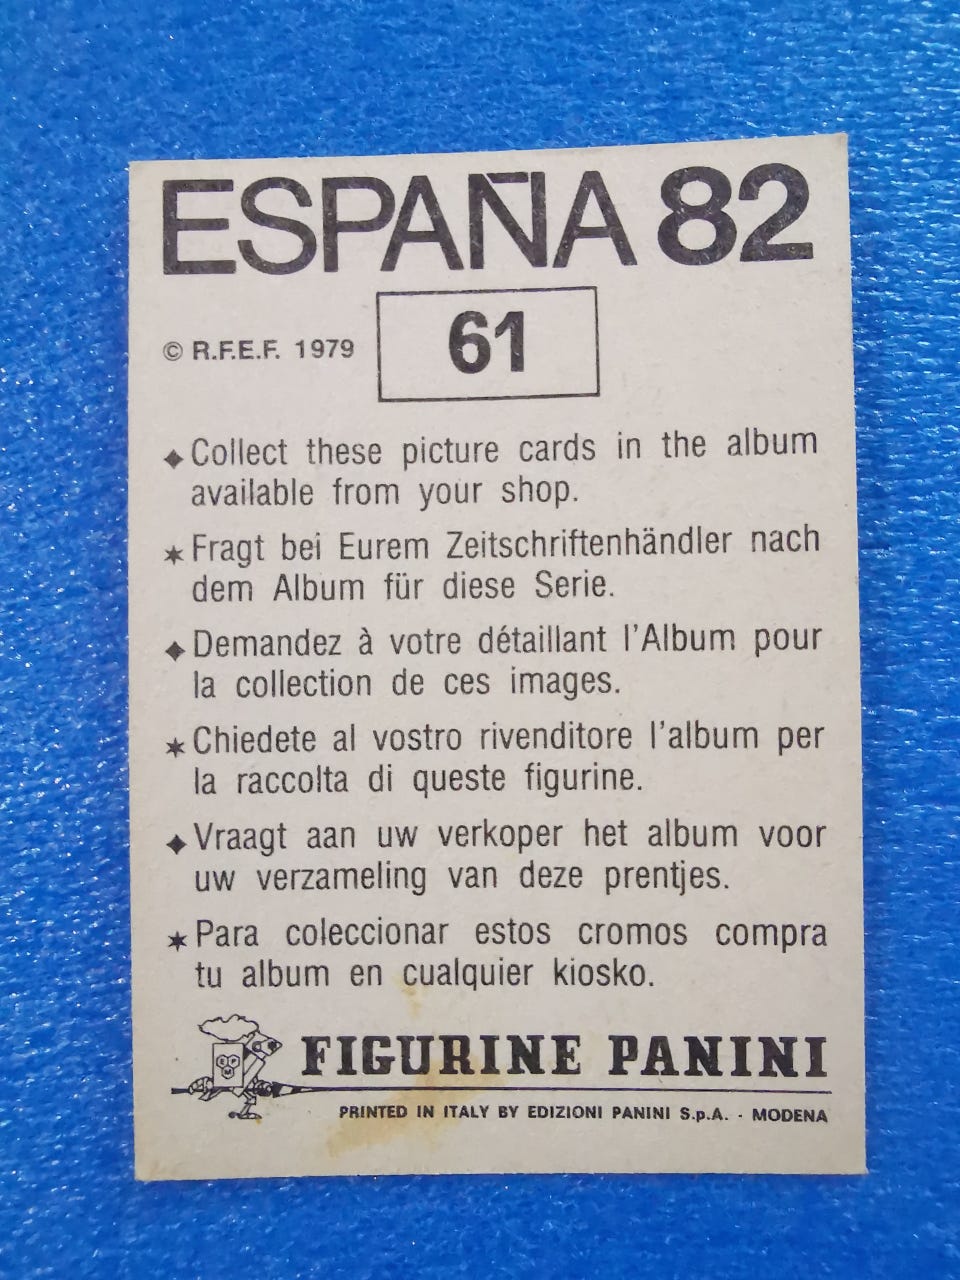 ESPAÑA 82
61
© R.F.E.F. 1979
◆ Collect these picture cards in the album
available from your shop.
✶ Fragt bei Eurem Zeitschriftenhändler nach
dem Album für diese Serie.
◆ Demandez à votre détaillant l'Album pour
la collection de ces images.
✶ Chiedete al vostro rivenditore l'album per
la raccolta di queste figurine.
◆ Vraagt aan uw verkoper het album voor
uw verzameling van deze prentjes.
✶ Para coleccionar estos cromos compra
tu album en cualquier kiosko.
E P
M
FIGURINE PANINI
PRINTED IN ITALY BY EDIZIONI PANINI S.p.A. - MODENA